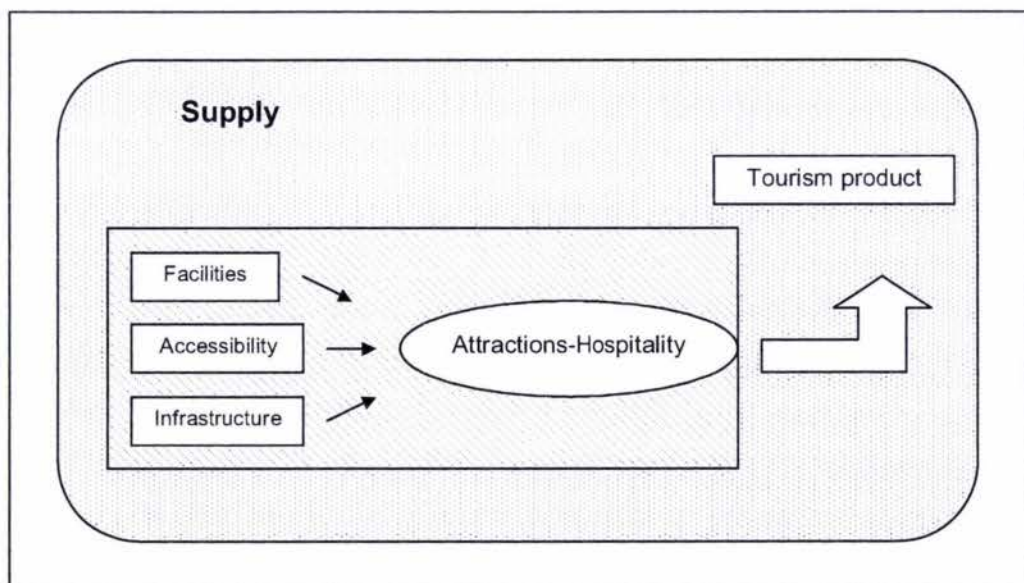 Supply
Tourism product
Facilities
Accessibility
Attractions-Hospitality
Infrastructure